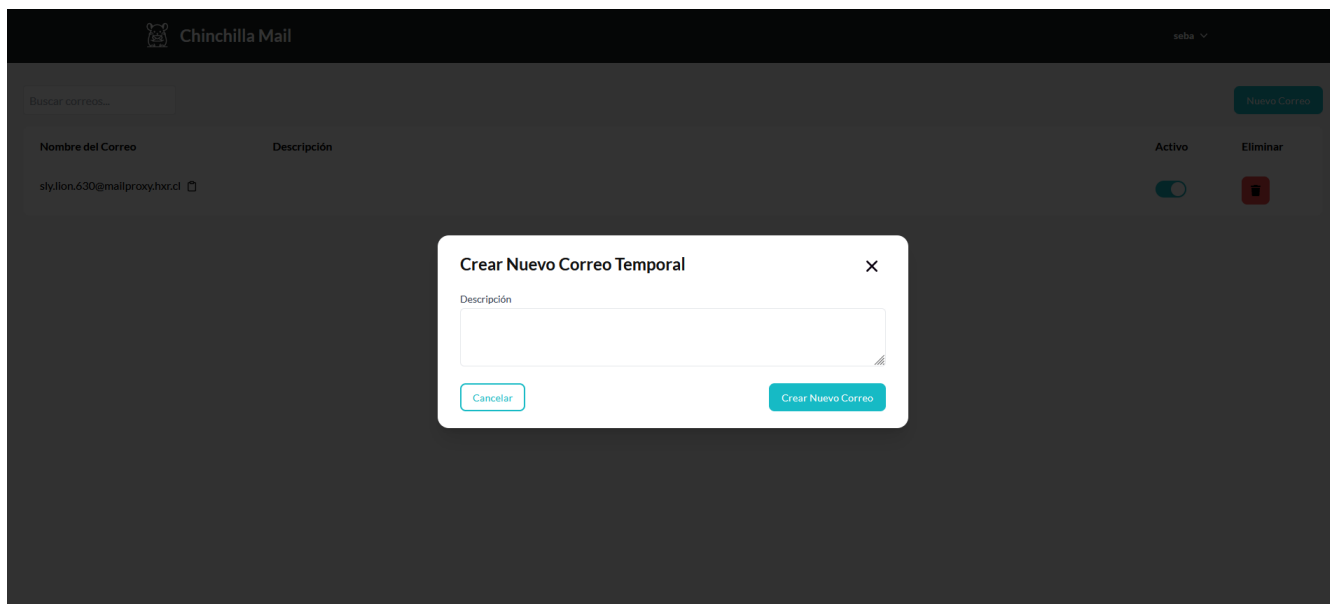 Chinchilla Mail
seba
Buscar correos...
Nuevo Correo
Nombre del Correo Descripción Activo Eliminar
sly.lion.630@mailproxy.hxr.cl
Crear Nuevo Correo Temporal
Descripción
Cancelar
Crear Nuevo Correo